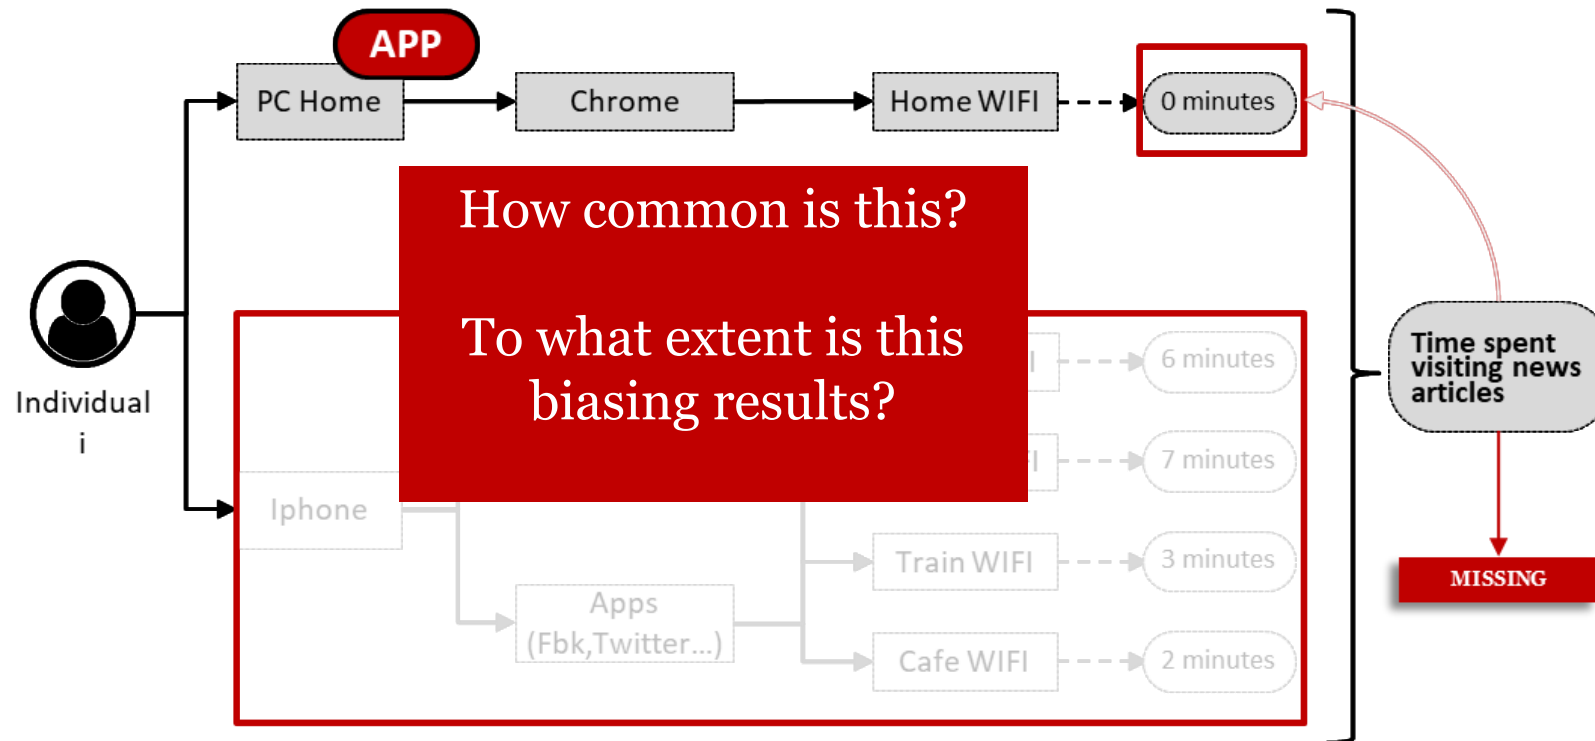 APP
PC Home
Chrome
Home WIFI
0 minutes
How common is this?
To what extent is this
biasing results?
Individual
i
6 minutes
Time spent
visiting news
articles
7 minutes
Iphone
Train WIFI
3 minutes
MISSING
Apps
(Fbk,Twitter...)
Cafe WIFI
2 minutes